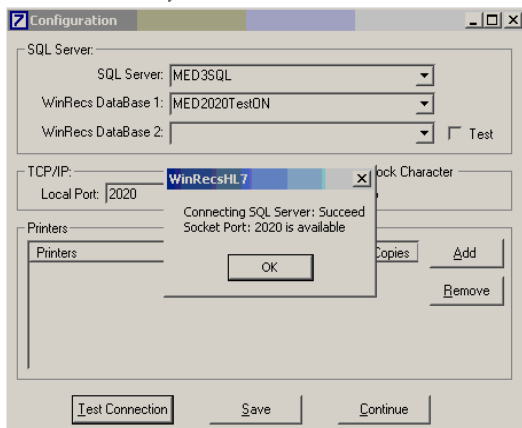 Configuration
SQL Server:
SQL Server: MED3SQL
WinRecs DataBase 1: MED2020TestON
WinRecs DataBase 2:
Test
TCP/IP:
ock Character
Local Port: 2020
WinRecsHL7
Connecting SQL Server: Succeed
Socket Port: 2020 is available
OK
Printers
Printers
Copies
Add
Remove
Test Connection
Save
Continue